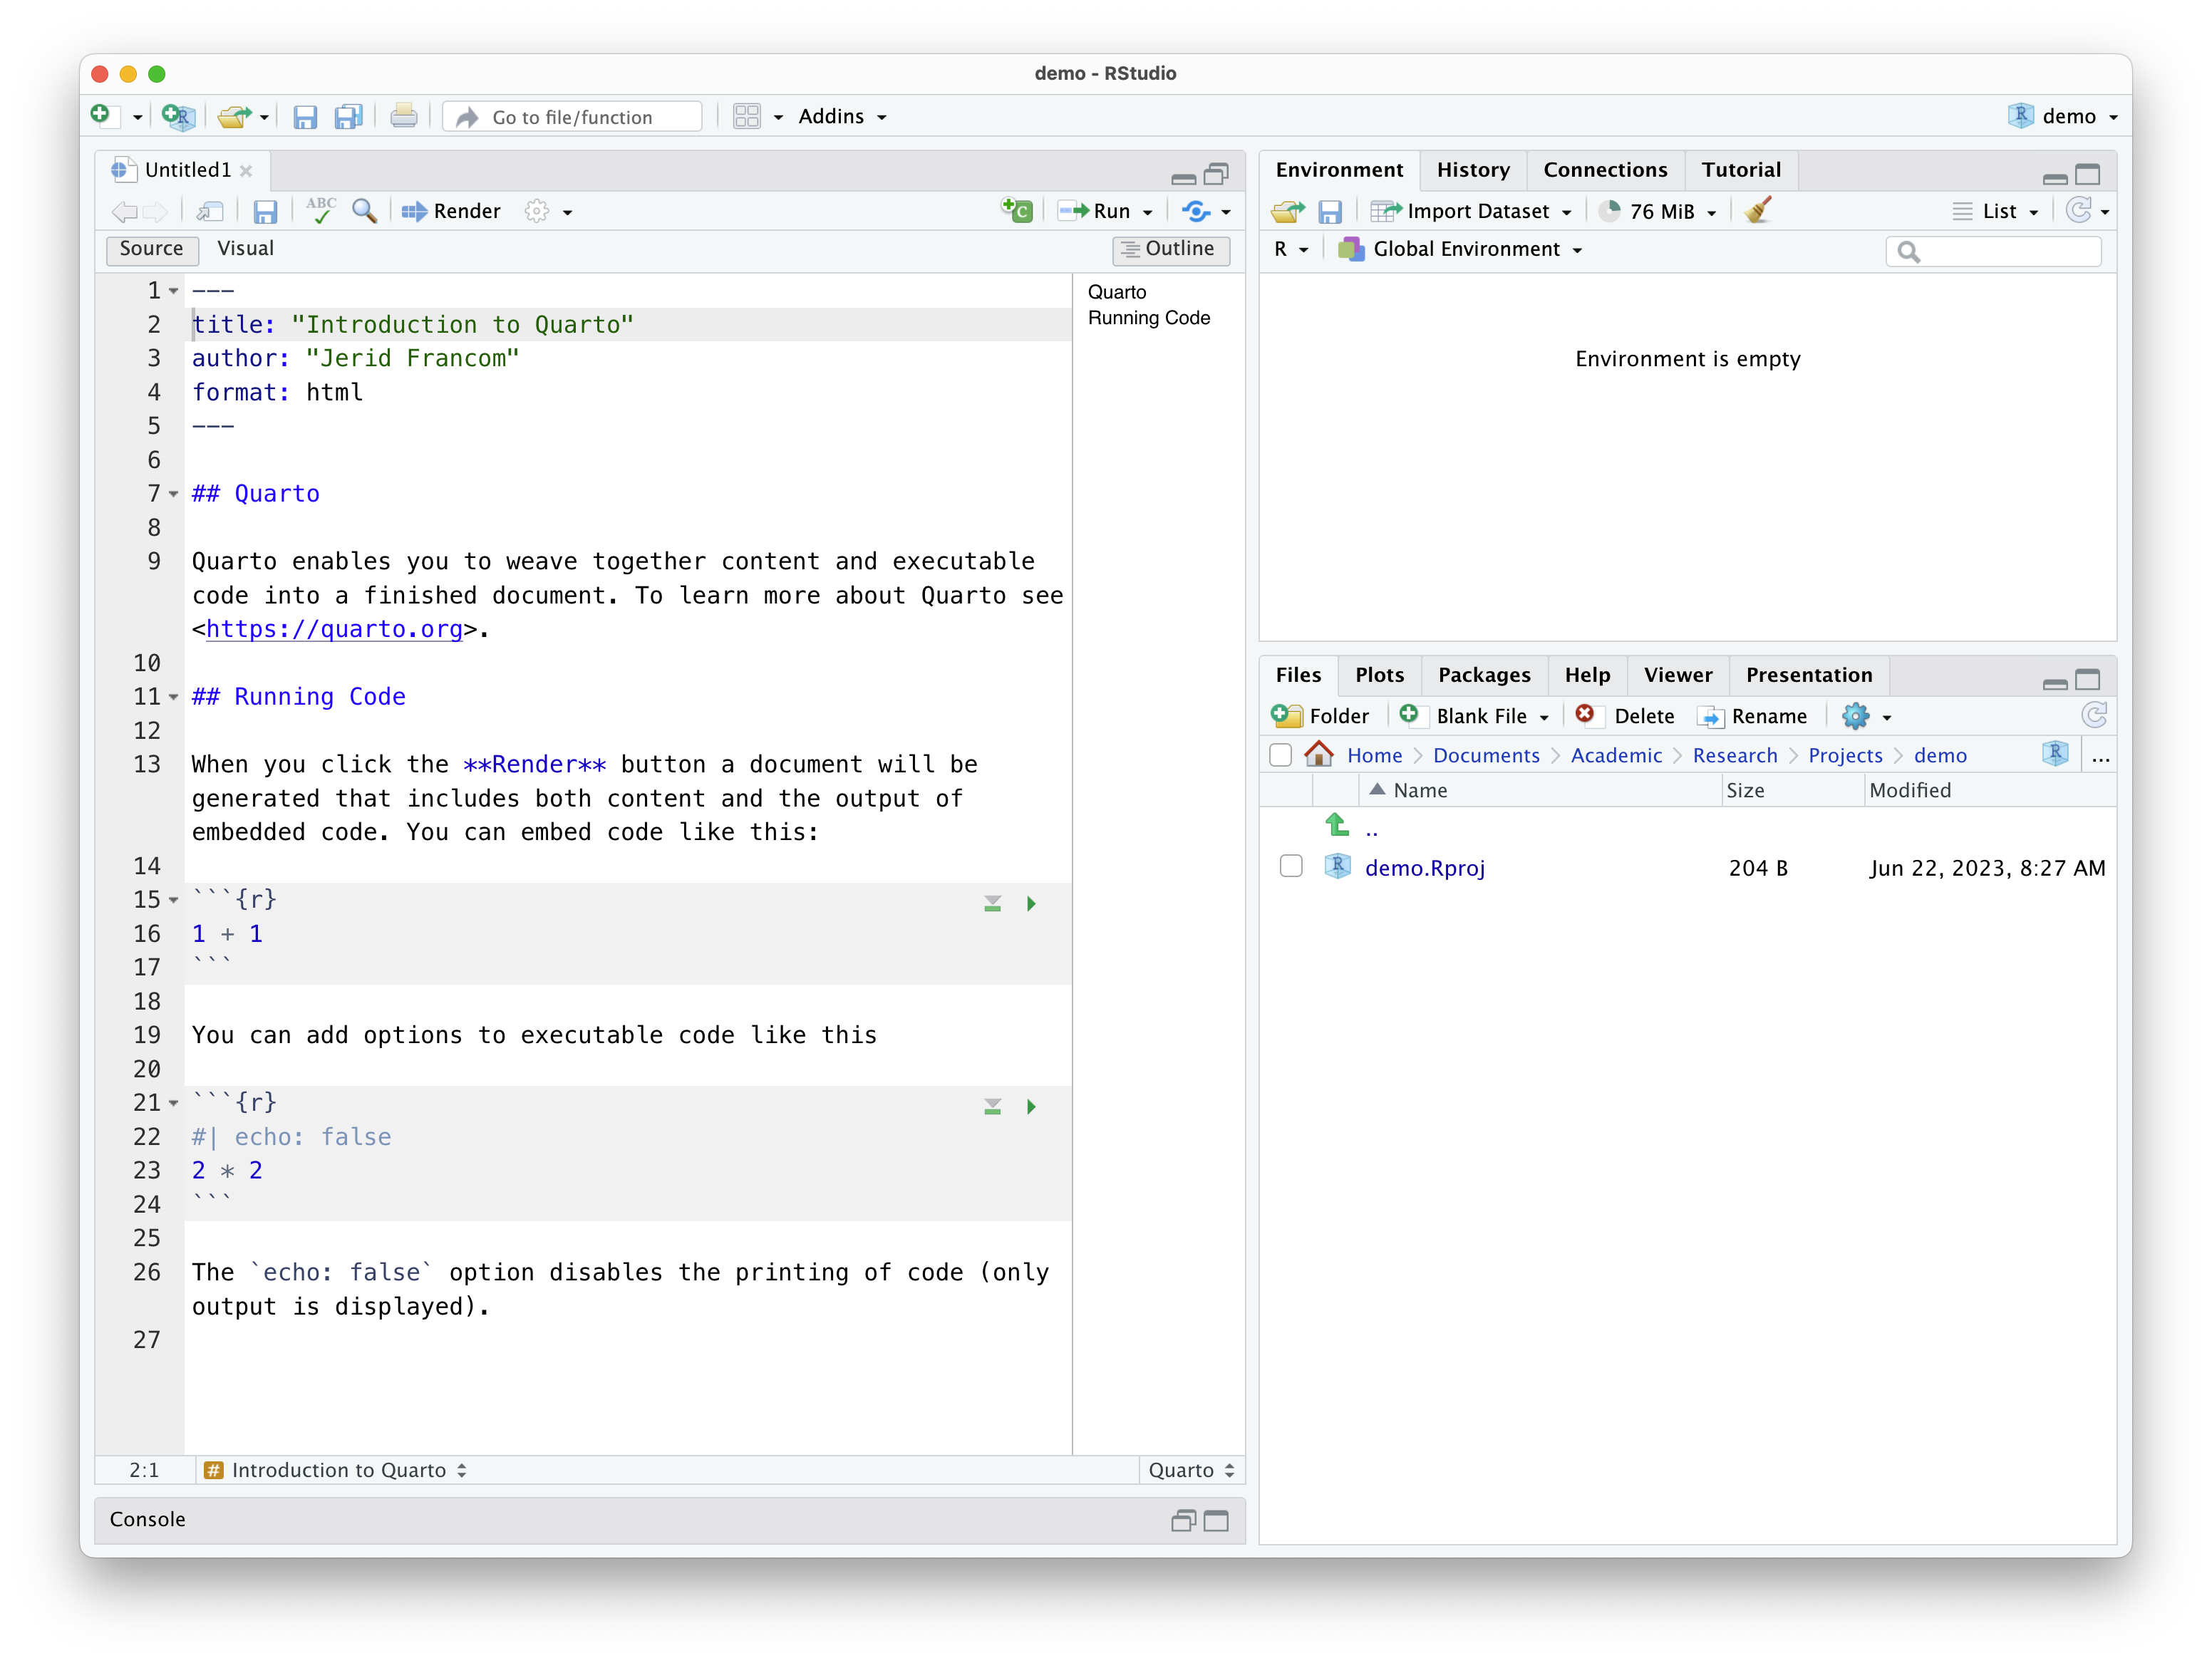 demo - RStudio
Go to file/function
Addins
demo
Untitled1
ABC
Render
C
Run
Source
Visual
Outline
1 ---
2 title: "Introduction to Quarto"
3 author: "Jerid Francom"
4 format: html
5 ---
6
7 ## Quarto
8
9 Quarto enables you to weave together content and executable
code into a finished document. To learn more about Quarto see
<https://quarto.org>.
10
11 ## Running Code
12
13 When you click the **Render** button a document will be
generated that includes both content and the output of
embedded code. You can embed code like this:
14
15 ```{r}
16 1 + 1
17 ```
18
19 You can add options to executable code like this
20
21 ```{r}
22 #| echo: false
23 2 * 2
24 ```
25
26 The `echo: false` option disables the printing of code (only
output is displayed).
27
Quarto
Running Code
2:1
# Introduction to Quarto
Quarto
Console
Environment History Connections Tutorial
Import Dataset
76 MiB
List
R
Global Environment
Environment is empty
Files Plots Packages Help Viewer Presentation
Folder Blank File Delete Rename
Home Documents Academic Research Projects demo
R
...
Name Size Modified
..
R demo.Rproj 204 B Jun 22, 2023, 8:27 AM